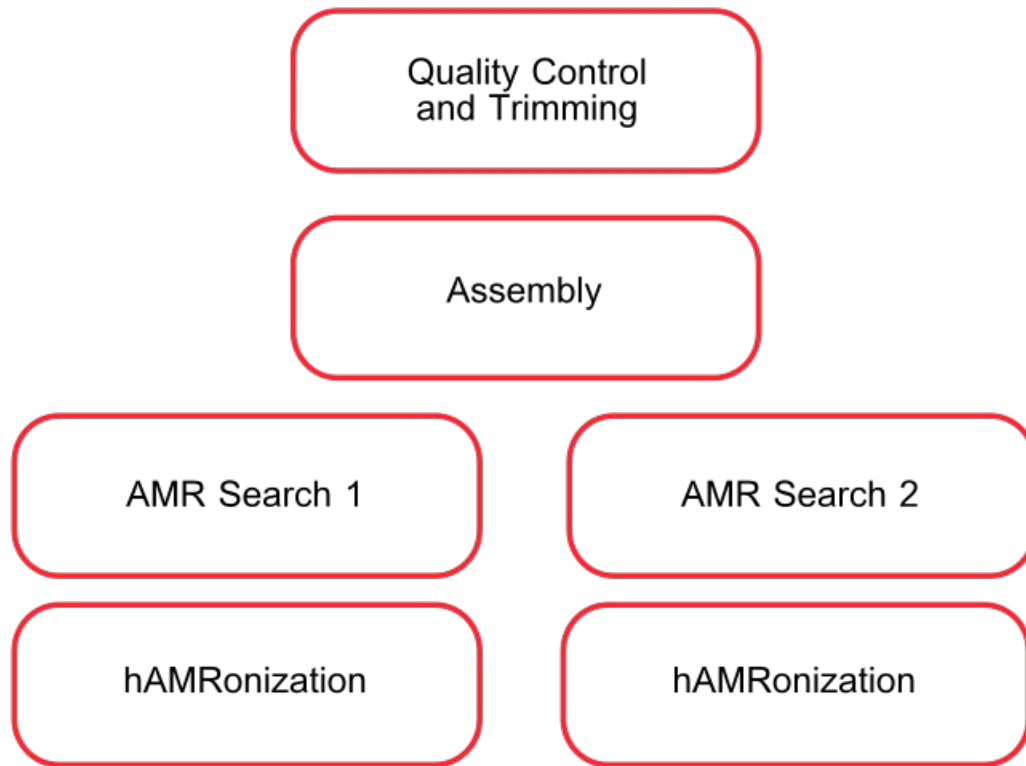 Quality Control
and Trimming
Assembly
AMR Search 1
AMR Search 2
hAMRonization
hAMRonization